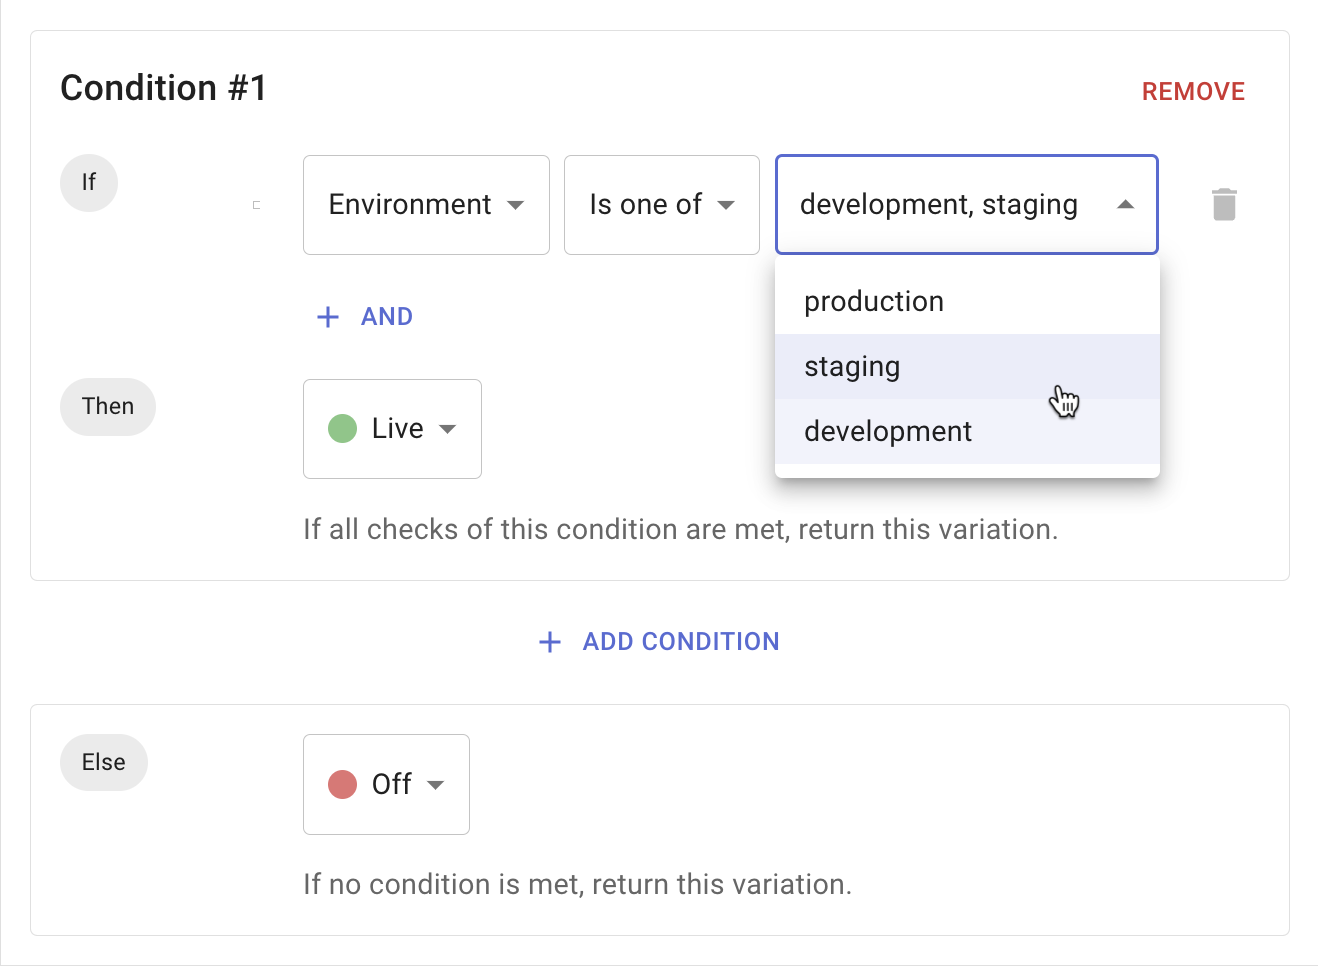 Condition #1
REMOVE
If
Environment
Is one of
development, staging
production
staging
development
AND
Then
Live
If all checks of this condition are met, return this variation.
ADD CONDITION
Else
Off
If no condition is met, return this variation.